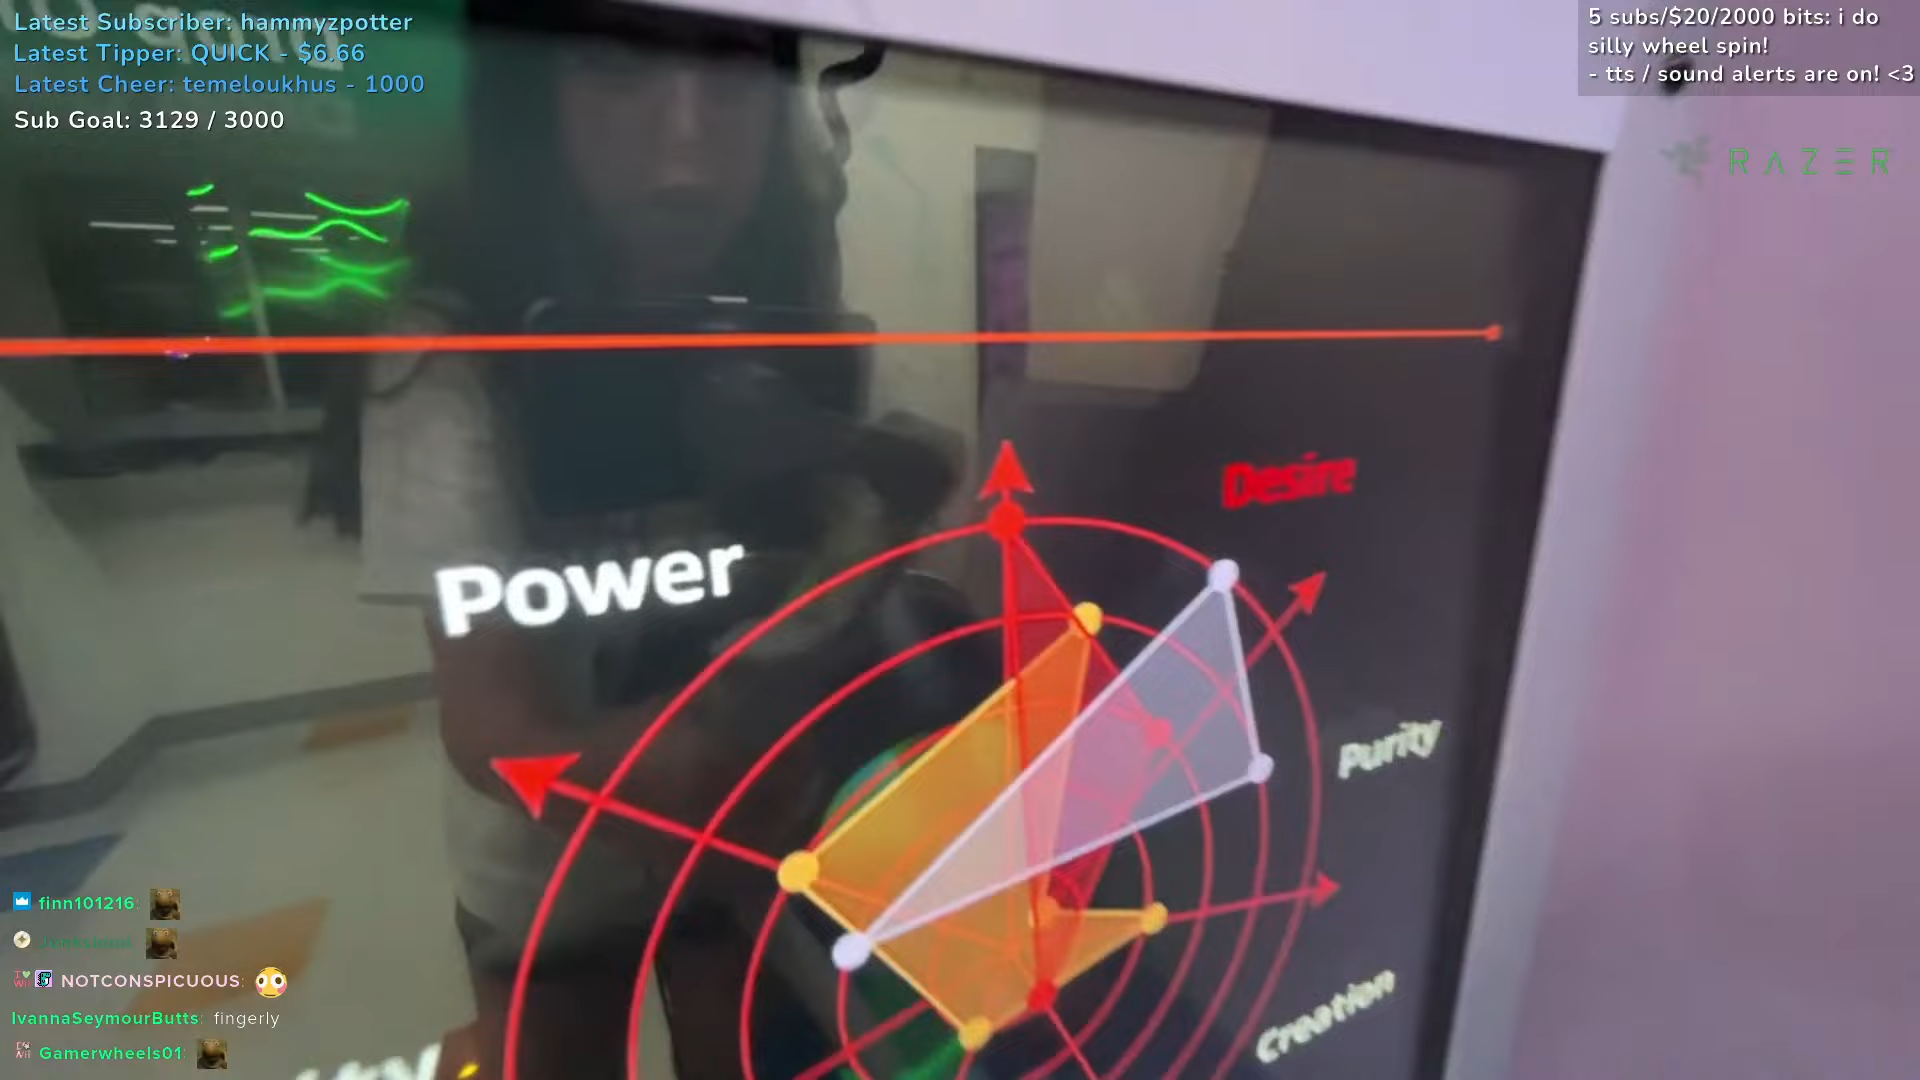 Latest Subscriber: hammyzpotter
Latest Tipper: QUICK - $6.66
Latest Cheer: temeloukhus - 1000
Sub Goal: 3129 / 3000
5 subs/$20/2000 bits: i do
silly wheel spin!
- tts / sound alerts are on! <3
RAZER
Desire
Power
Purity
Creation
finn101216:
NOTCONSPICUOUS:
IvannaSeymourButts: fingerly
Gamerwheels01: